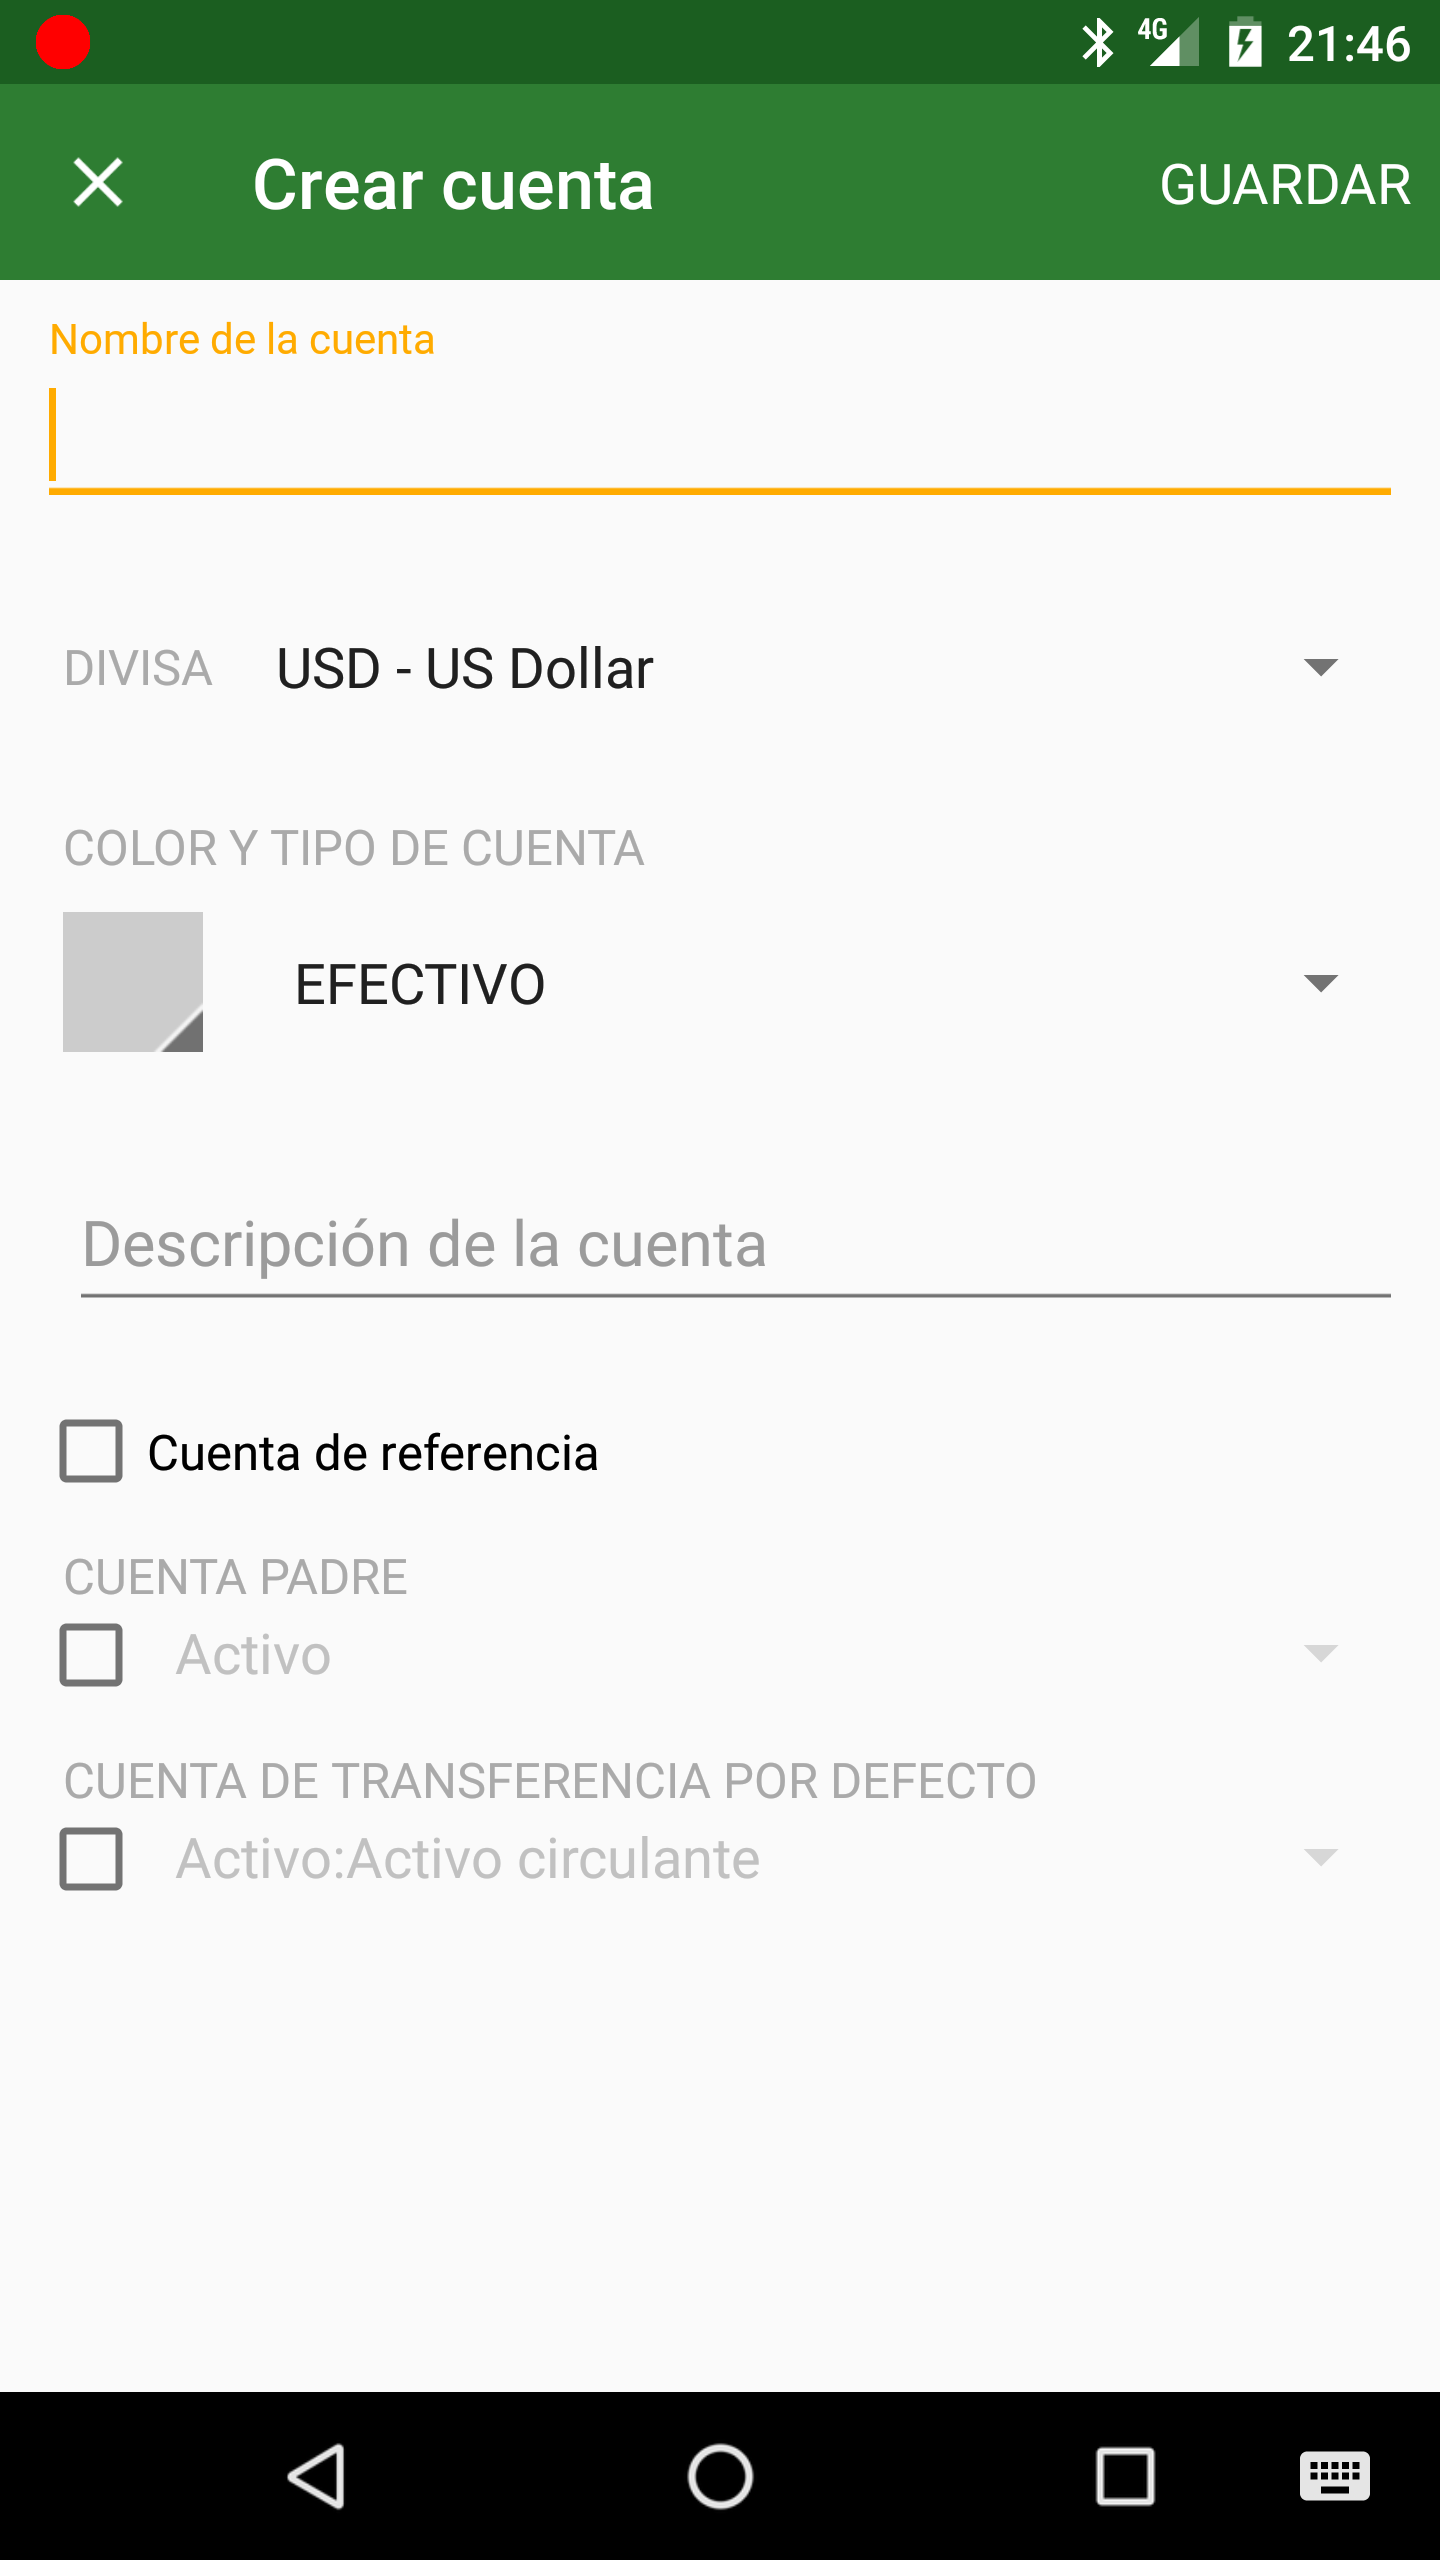 4G 21:46
Crear cuenta GUARDAR
Nombre de la cuenta
DIVISA USD - US Dollar
COLOR Y TIPO DE CUENTA
EFECTIVO
Descripción de la cuenta
Cuenta de referencia
CUENTA PADRE
Activo
CUENTA DE TRANSFERENCIA POR DEFECTO
Activo:Activo circulante